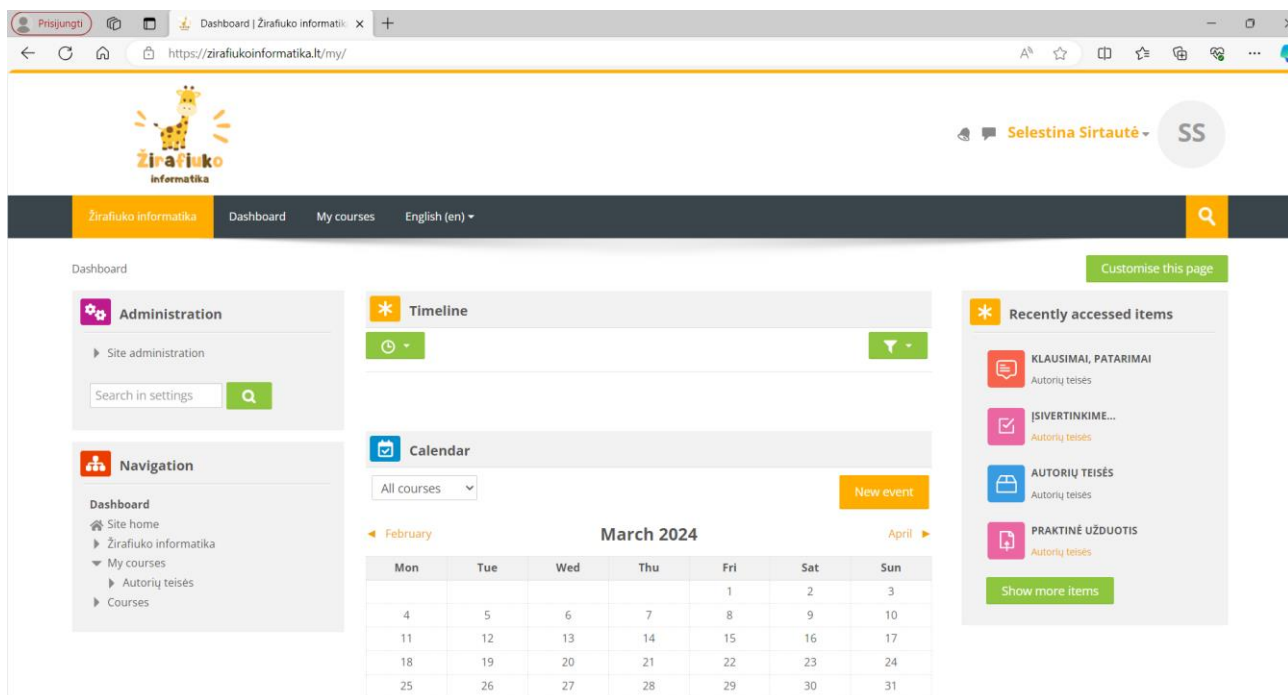 Prisijungti
Dashboard | Žirafiuko informatik
https://zirafiukoinformatika.lt/my/
Žirafiuko
informatika
Selestina Sirtautė
SS
Žirafiuko informatika Dashboard My courses English (en)
Dashboard
Customise this page
Administration
Site administration
Search in settings
Navigation
Dashboard
Site home
Žirafiuko informatika
My courses
Autorių teisės
Courses
Timeline
Calendar
All courses
New event
February March 2024 April
Mon Tue Wed Thu Fri Sat Sun
1 2 3
4 5 6 7 8 9 10
11 12 13 14 15 16 17
18 19 20 21 22 23 24
25 26 27 28 29 30 31
Recently accessed items
KLAUSIMAI, PATARIMAI
Autorių teisės
ĮSIVERTINKIME...
Autorių teisės
AUTORIŲ TEISĖS
Autorių teisės
PRAKTINĖ UŽDUOTIS
Autorių teisės
Show more items